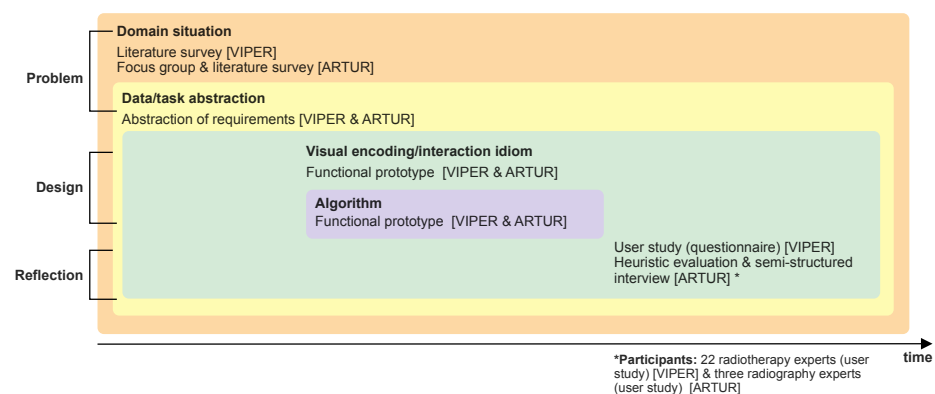 Domain situation
Literature survey [VIPER]
Focus group & literature survey [ARTUR]
Problem
Data/task abstraction
Abstraction of requirements [VIPER & ARTUR]
Visual encoding/interaction idiom
Functional prototype [VIPER & ARTUR]
Design
Algorithm
Functional prototype [VIPER & ARTUR]
User study (questionnaire) [VIPER]
Heuristic evaluation & semi-structured
interview [ARTUR] *
Reflection
time
*Participants: 22 radiotherapy experts (user
study) [VIPER] & three radiography experts
(user study) [ARTUR]